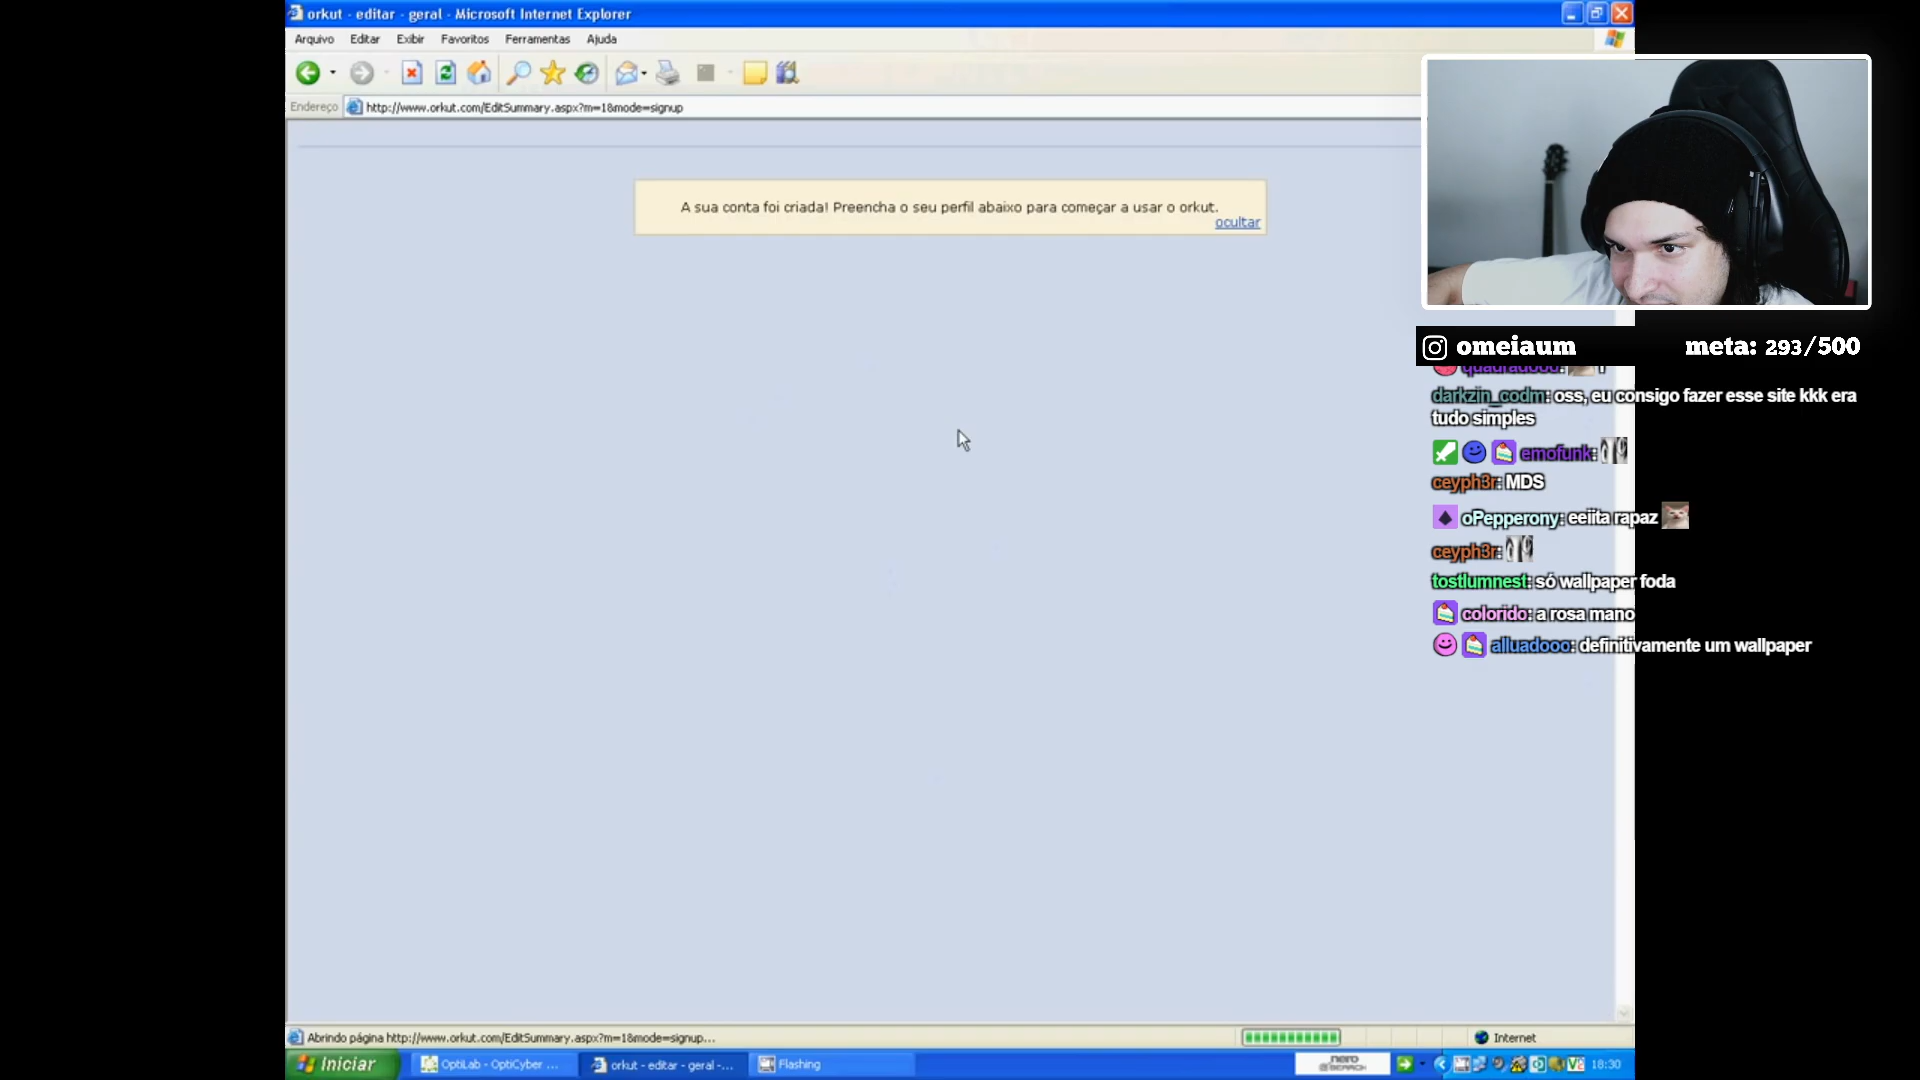 orkut - editar - geral - Microsoft Internet Explorer
Arquivo Editar Exibir Favoritos Ferramentas Ajuda
Endereço http://www.orkut.com/EditSummary.aspx?m=1&mode=signup
A sua conta foi criada! Preencha o seu perfil abaixo para começar a usar o orkut.
ocultar
omeiaum meta: 293/500
quadradooo:
darkzin_codm: oss, eu consigo fazer esse site kkk era
tudo simples
emofunk:
ceyph3r: MDS
oPepperony: eeiita rapaz
ceyph3r:
tostlumnest: só wallpaper foda
colorido: a rosa mano
alluadooo: definitivamente um wallpaper
Abrindo página http://www.orkut.com/EditSummary.aspx?m=1&mode=signup...
Internet
Iniciar OptiLab - OptiCyber ... orkut - editar - geral -... Flashing nero SEARCH 18:30